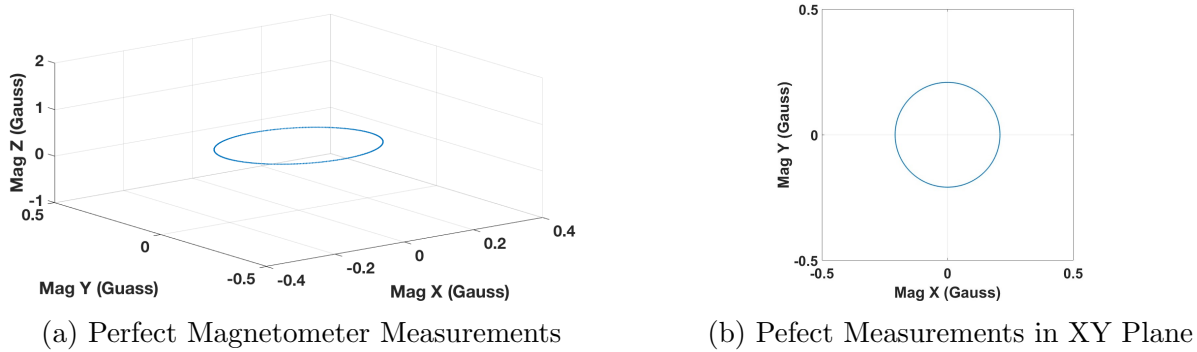 2
1
0
-1
Mag Z (Gauss)
0.5
0
-0.5
Mag Y (Guass)
-0.4
-0.2
0
0.2
0.4
Mag X (Gauss)
(a) Perfect Magnetometer Measurements
0.5
0
-0.5
Mag Y (Gauss)
-0.5
0
0.5
Mag X (Gauss)
(b) Pefect Measurements in XY Plane